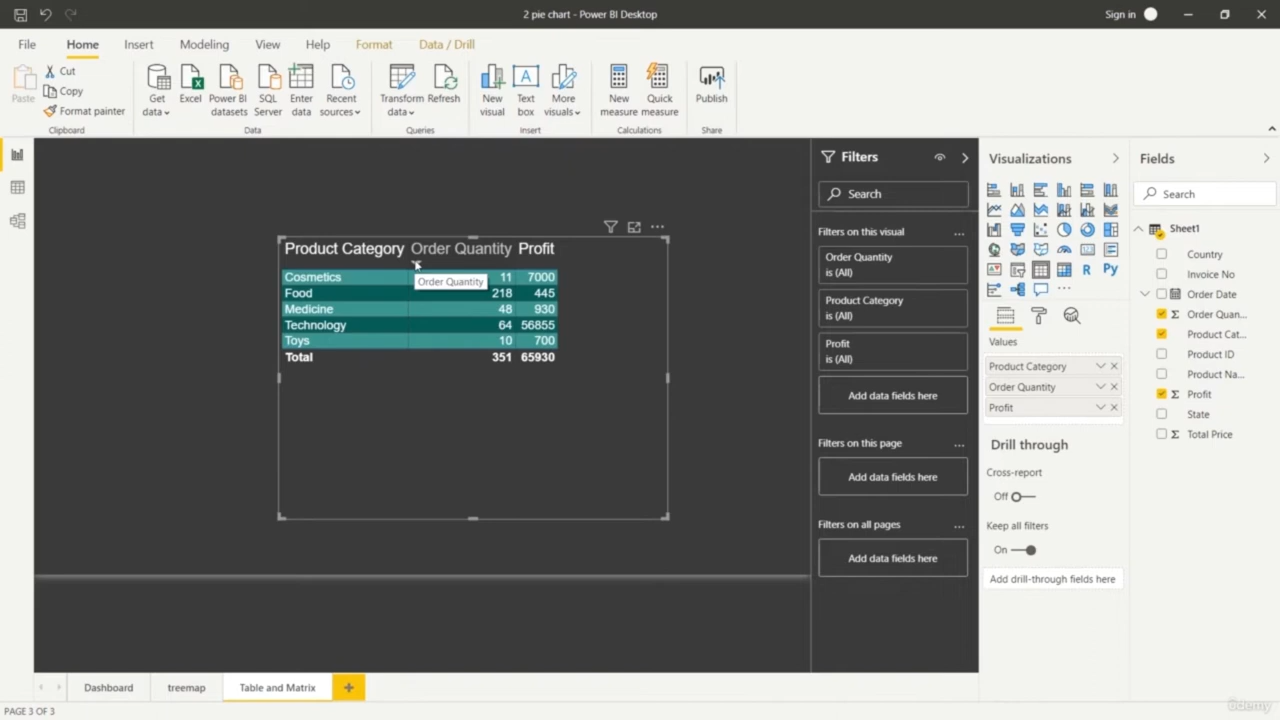 2 pie chart - Power BI Desktop
Sign in
File Home Insert Modeling View Help Format Data / Drill
Paste
Cut
Copy
Format painter
Clipboard
Get data
Excel
Power BI datasets
SQL Server
Enter data
Recent sources
Data
Transform data
Refresh
Queries
New visual
Text box
More visuals
Insert
New measure
Quick measure
Calculations
Publish
Share
Product Category Order Quantity Profit
Cosmetics 11 7000
Order Quantity
Food 218 445
Medicine 48 930
Technology 64 56855
Toys 10 700
Total 351 65930
Filters
Search
Filters on this visual
Order Quantity
is (All)
Product Category
is (All)
Profit
is (All)
Add data fields here
Filters on this page
Add data fields here
Filters on all pages
Add data fields here
Visualizations
R Py
Values
Product Category
Order Quantity
Profit
Drill through
Cross-report
Off
Keep all filters
On
Add drill-through fields here
Fields
Search
Sheet1
Country
Invoice No
Order Date
Σ Order Quan...
Product Cat...
Product ID
Product Na...
Σ Profit
State
Σ Total Price
Dashboard treemap Table and Matrix +
PAGE 3 OF 3
ûdemy